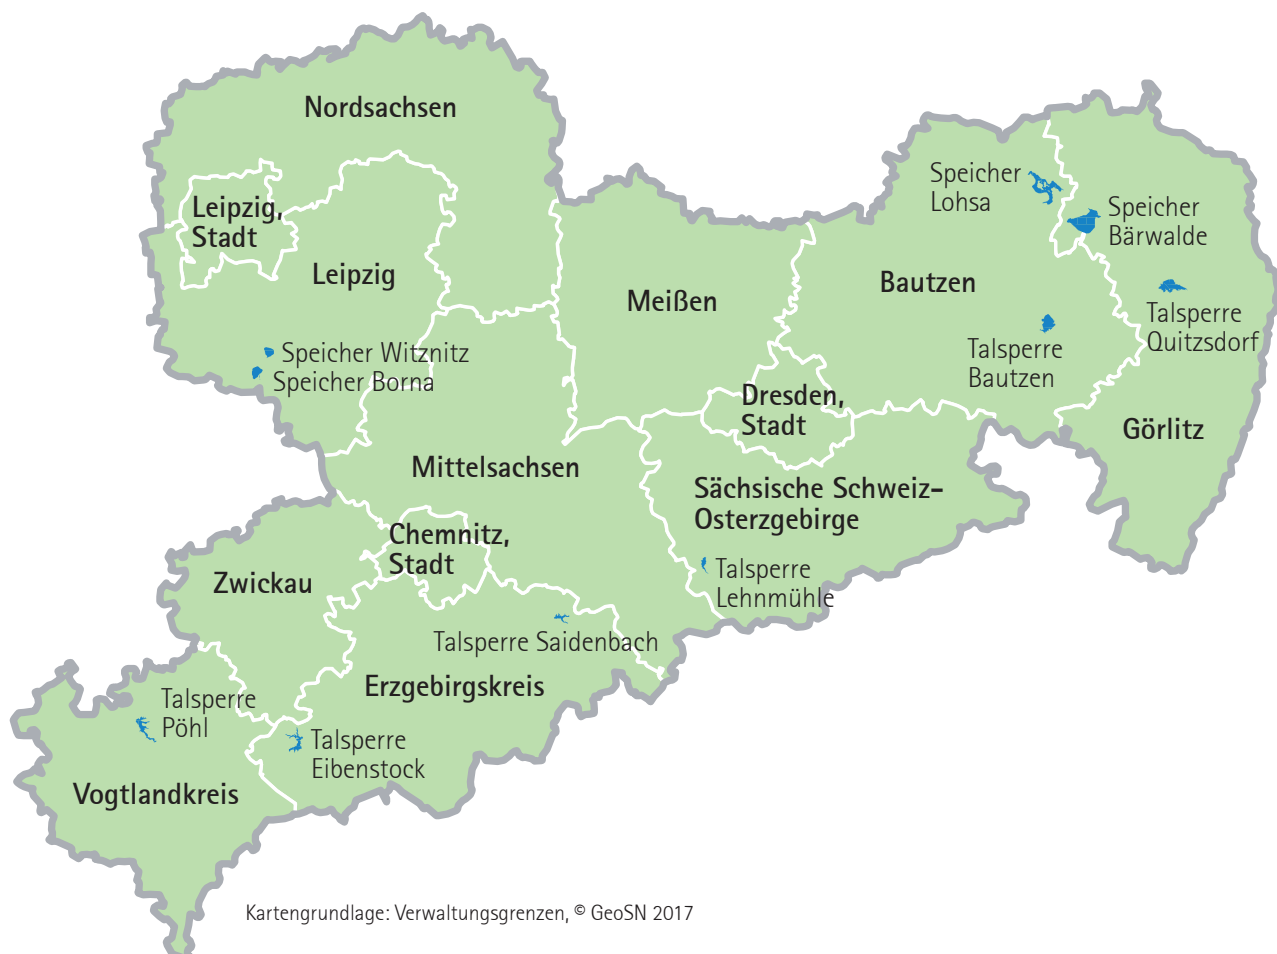 Nordsachsen
Leipzig,
Stadt
Leipzig
Speicher Witznitz
Speicher Borna
Meißen
Bautzen
Speicher
Lohsa
Speicher
Bärwalde
Talsperre
Quitzsdorf
Talsperre
Bautzen
Görlitz
Dresden,
Stadt
Mittelsachsen
Sächsische Schweiz-
Osterzgebirge
Chemnitz,
Stadt
Zwickau
Talsperre
Lehnmühle
Talsperre Saidenbach
Erzgebirgskreis
Talsperre
Pöhl
Talsperre
Eibenstock
Vogtlandkreis
Kartengrundlage: Verwaltungsgrenzen, © GeoSN 2017